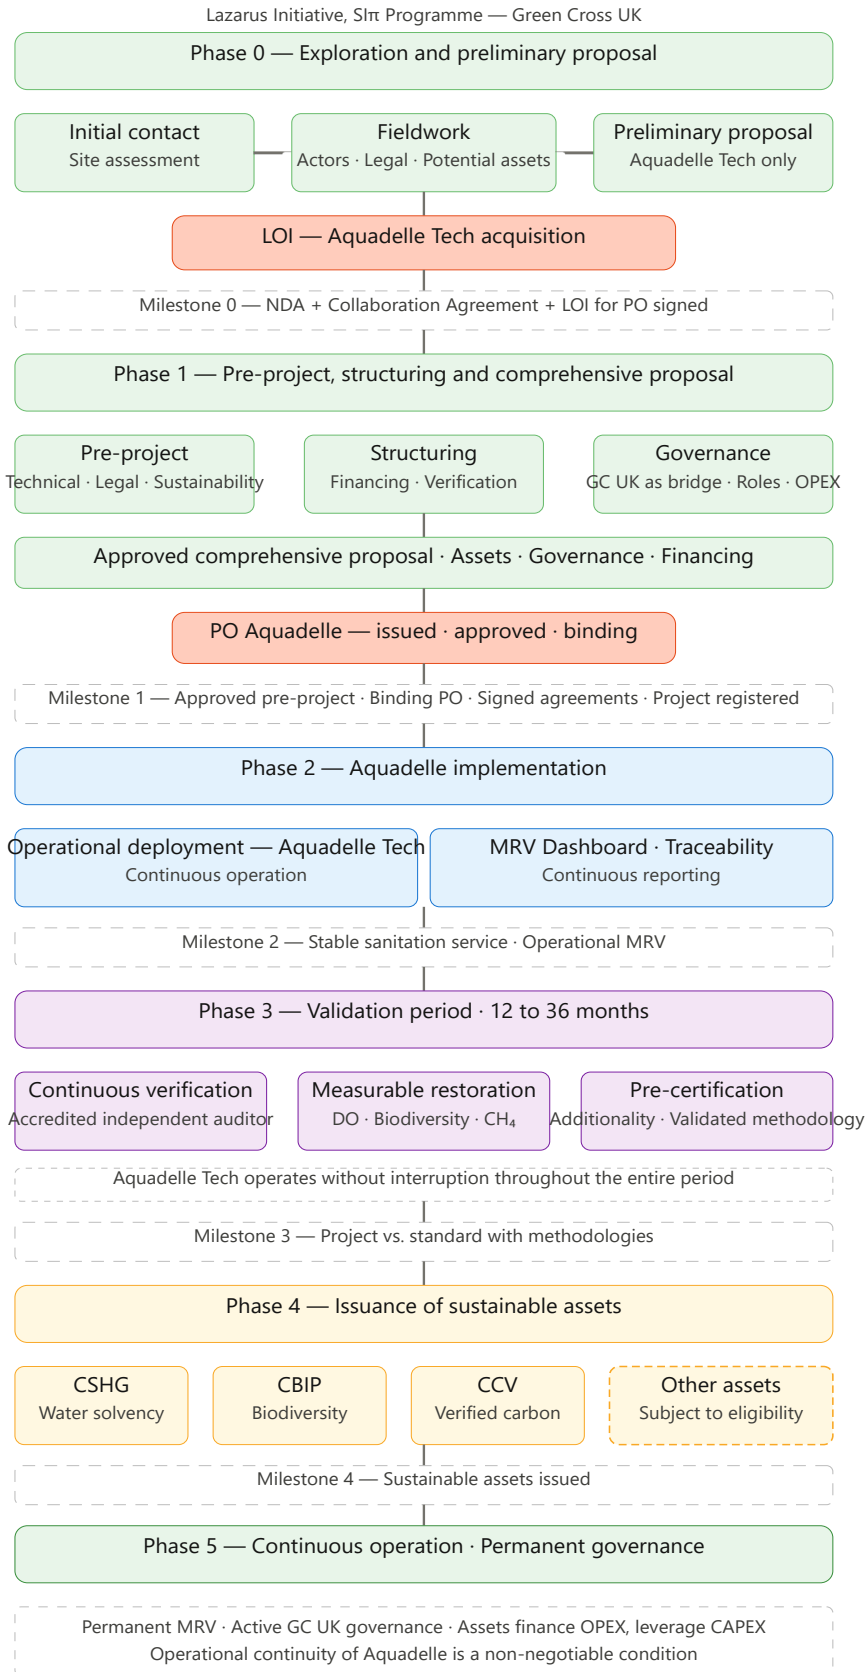 Lazarus Initiative, SIπ Programme — Green Cross UK
Phase 0 — Exploration and preliminary proposal
Initial contact
Site assessment
Fieldwork
Actors · Legal · Potential assets
Preliminary proposal
Aquadelle Tech only
LOI — Aquadelle Tech acquisition
Milestone 0 — NDA + Collaboration Agreement + LOI for PO signed
Phase 1 — Pre-project, structuring and comprehensive proposal
Pre-project
Technical · Legal · Sustainability
Structuring
Financing · Verification
Governance
GC UK as bridge · Roles · OPEX
Approved comprehensive proposal · Assets · Governance · Financing
PO Aquadelle — issued · approved · binding
Milestone 1 — Approved pre-project · Binding PO · Signed agreements · Project registered
Phase 2 — Aquadelle implementation
Operational deployment — Aquadelle Tech
Continuous operation
MRV Dashboard · Traceability
Continuous reporting
Milestone 2 — Stable sanitation service · Operational MRV
Phase 3 — Validation period · 12 to 36 months
Continuous verification
Accredited independent auditor
Measurable restoration
DO · Biodiversity · CH₄
Pre-certification
Additionality · Validated methodology
Aquadelle Tech operates without interruption throughout the entire period
Milestone 3 — Project vs. standard with methodologies
Phase 4 — Issuance of sustainable assets
CSHG
Water solvency
CBIP
Biodiversity
CCV
Verified carbon
Other assets
Subject to eligibility
Milestone 4 — Sustainable assets issued
Phase 5 — Continuous operation · Permanent governance
Permanent MRV · Active GC UK governance · Assets finance OPEX, leverage CAPEX
Operational continuity of Aquadelle is a non-negotiable condition